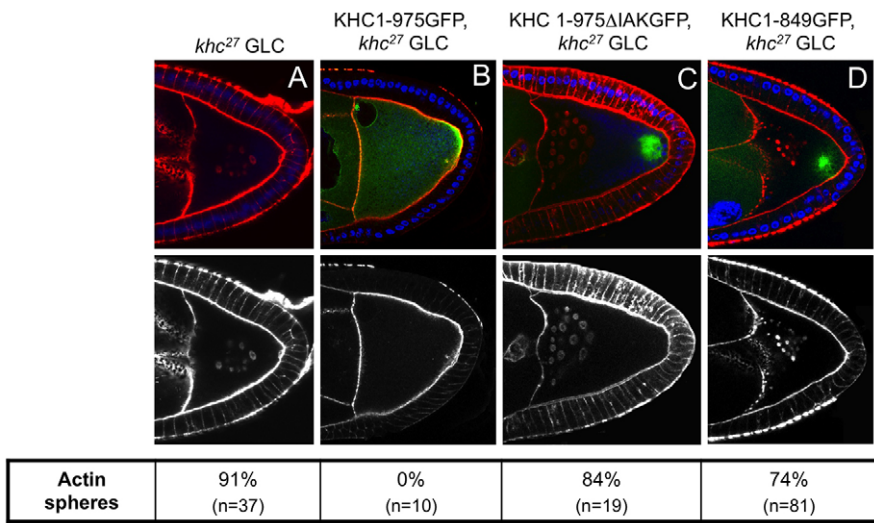 khc27 GLC
KHC1-975GFP,
khc27 GLC
KHC 1-975ΔIAKGFP,
khc27 GLC
KHC1-849GFP,
khc27 GLC
A
B
C
D
Actin
spheres
91%
(n=37)
0%
(n=10)
84%
(n=19)
74%
(n=81)